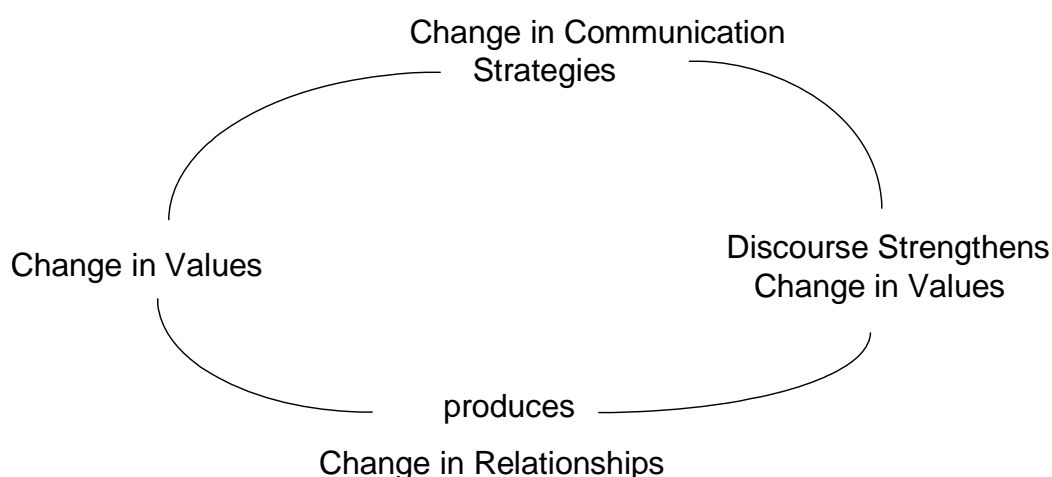 Change in Communication
Strategies
Change in Values
Discourse Strengthens
Change in Values
produces
Change in Relationships